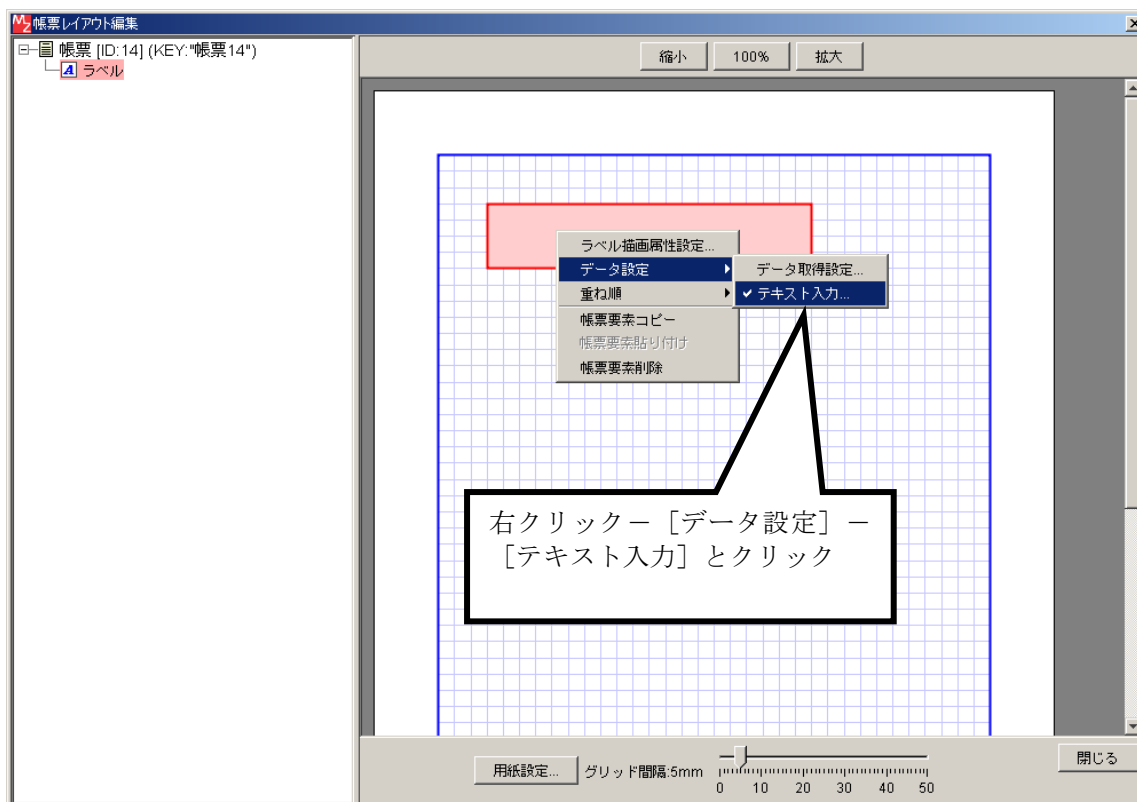 MZ 帳票レイアウト編集
帳票 [ID:14] (KEY:"帳票14")
A ラベル
縮小 100% 拡大
ラベル描画属性設定...
データ設定
重ね順
帳票要素コピー
帳票要素貼り付け
帳票要素削除
データ取得設定...
テキスト入力...
右クリック－［データ設定］－
［テキスト入力］とクリック
用紙設定... グリッド間隔:5mm
0 10 20 30 40 50
閉じる